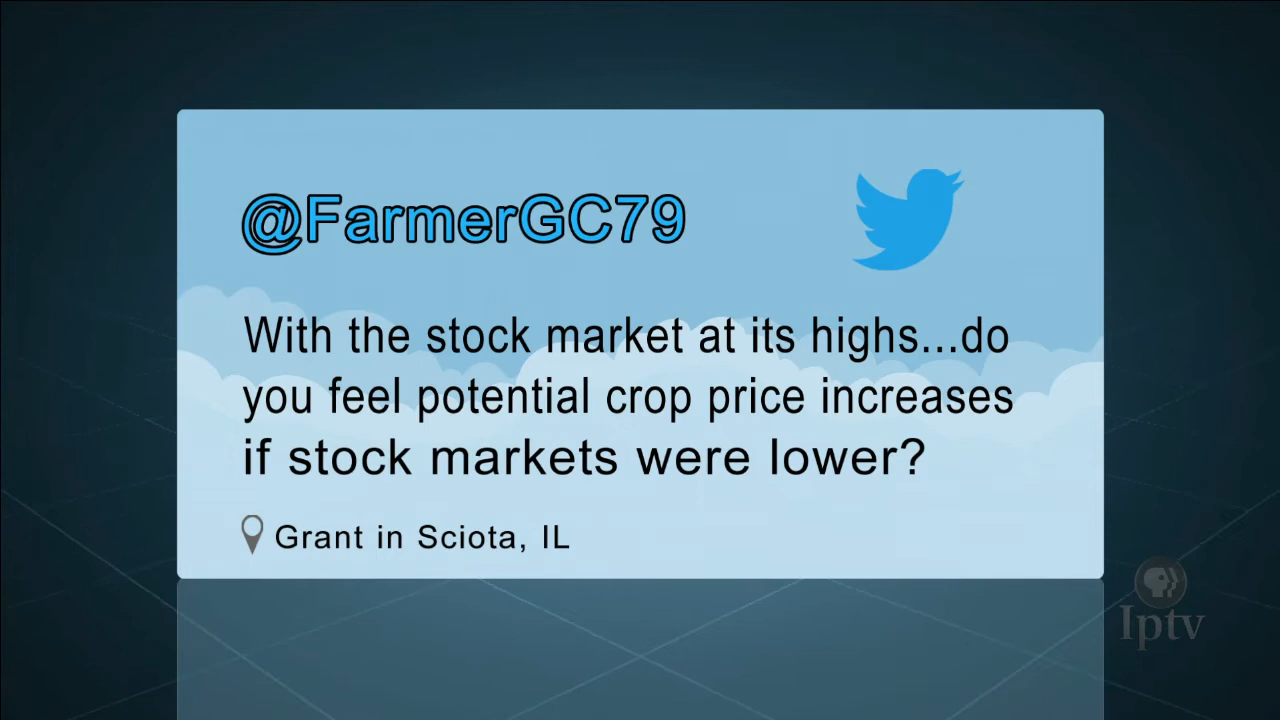 @FarmerGC79
With the stock market at its highs...do
you feel potential crop price increases
if stock markets were lower?
Grant in Sciota, IL
Iptv